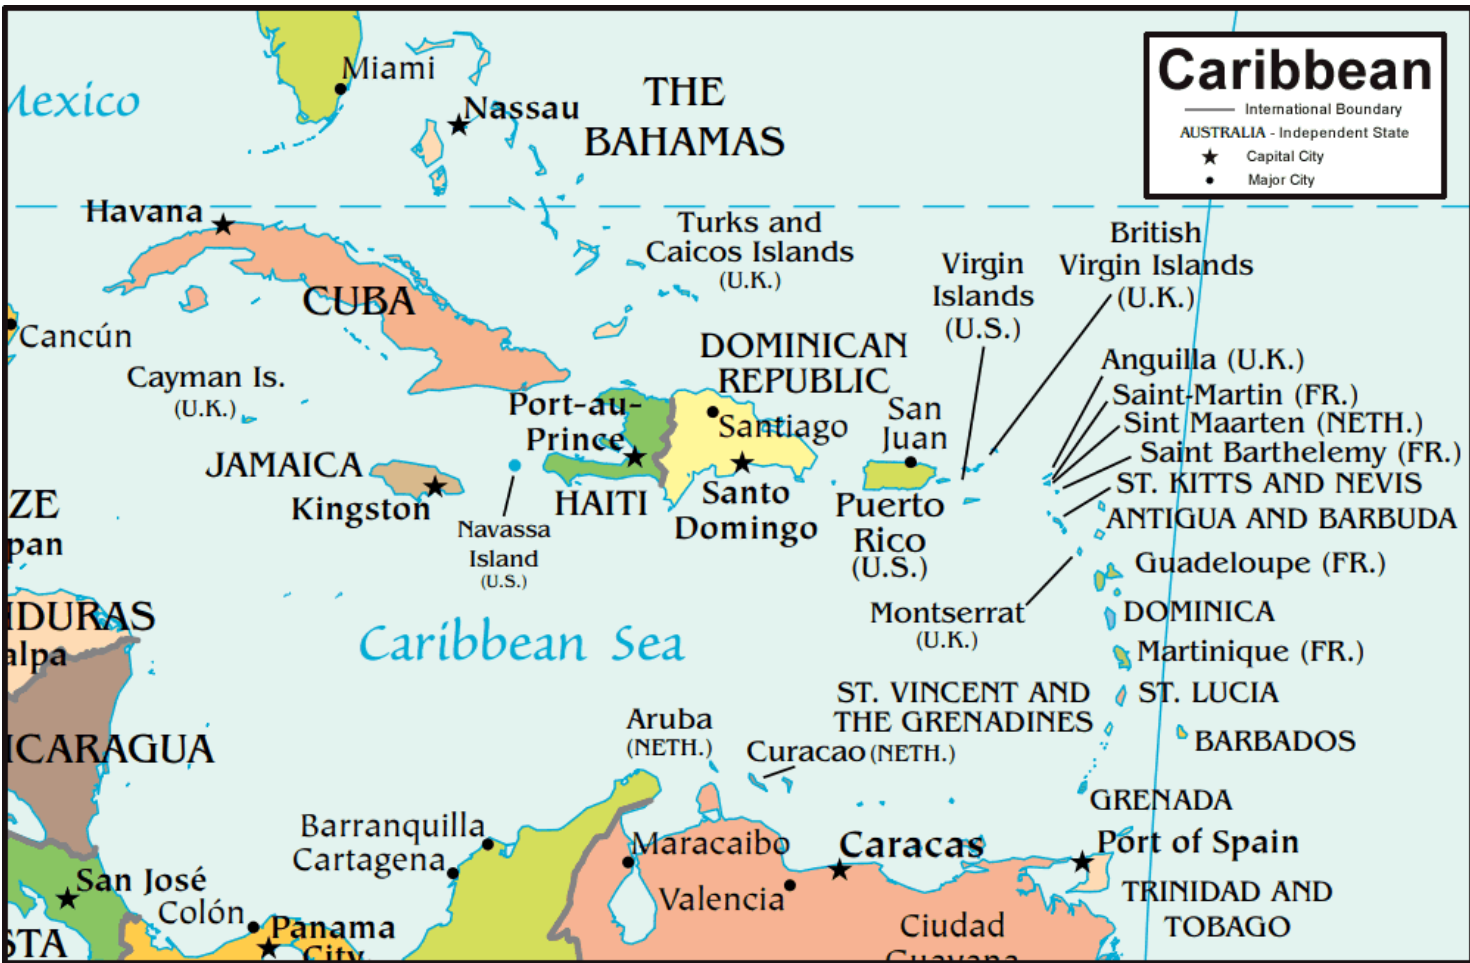 Caribbean
International Boundary
AUSTRALIA - Independent State
Capital City
Major City
Mexico
Miami
Nassau
THE
BAHAMAS
Havana
Turks and
Caicos Islands
(U.K.)
British
Virgin Islands
(U.K.)
Virgin
Islands
(U.S.)
CUBA
Cancún
Cayman Is.
(U.K.)
DOMINICAN
REPUBLIC
Anguilla (U.K.)
Saint-Martin (FR.)
Sint Maarten (NETH.)
Saint Barthelemy (FR.)
ST. KITTS AND NEVIS
ANTIGUA AND BARBUDA
Port-au-
Prince
Santiago
San
Juan
JAMAICA
Kingston
HAITI
Santo
Domingo
Puerto
Rico
(U.S.)
Navassa
Island
(U.S.)
ZE
pan
Guadeloupe (FR.)
Montserrat
(U.K.)
DOMINICA
DURAS
alpa
Caribbean Sea
Martinique (FR.)
ST. VINCENT AND
THE GRENADINES
ST. LUCIA
Aruba
(NETH.)
Curacao (NETH.)
BARBADOS
ICARAGUA
GRENADA
Barranquilla
Cartagena
Maracaibo
Caracas
Port of Spain
Valencia
San José
Colón
Panama
City
TRINIDAD AND
TOBAGO
STA
Ciudad
Guayana